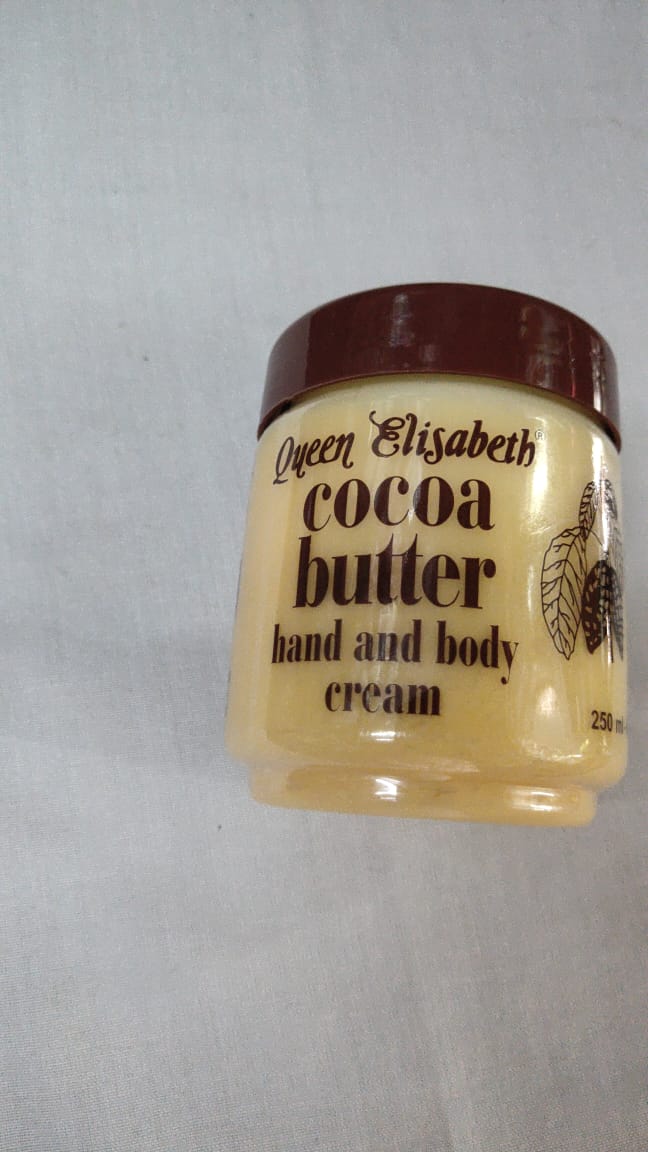 Queen Elisabeth®
cocoa
butter
hand and body
cream
250 ml